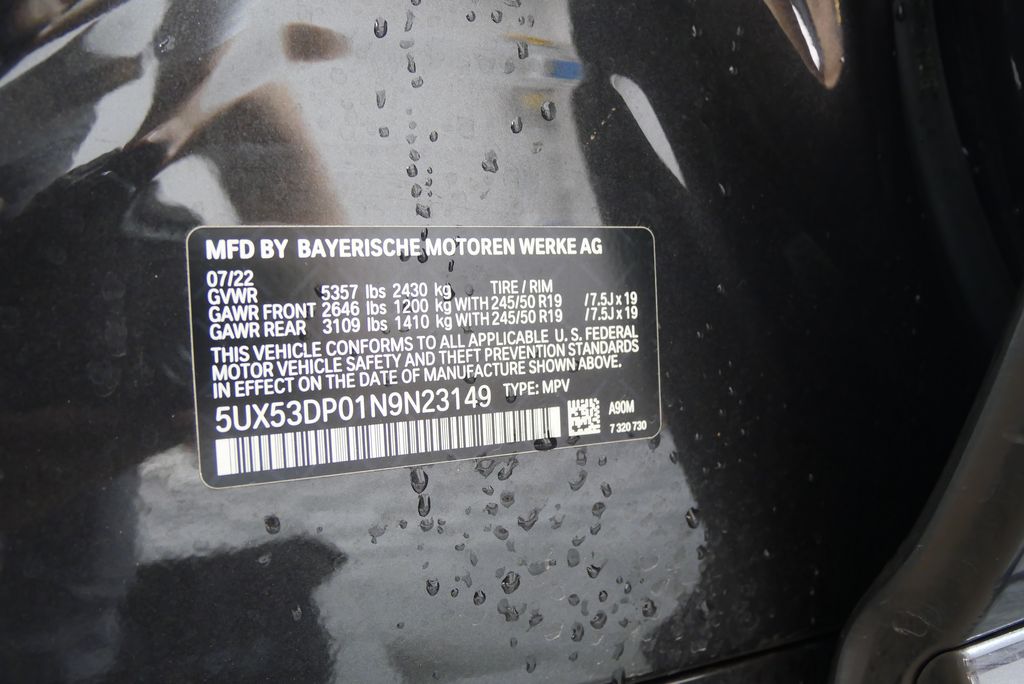 MFD BY BAYERISCHE MOTOREN WERKE AG
07/22
GVWR 5357 lbs 2430 kg TIRE / RIM
GAWR FRONT 2646 lbs 1200 kg WITH 245/50 R19 / 7.5J x 19
GAWR REAR 3109 lbs 1410 kg WITH 245/50 R19 / 7.5J x 19
THIS VEHICLE CONFORMS TO ALL APPLICABLE U.S. FEDERAL
MOTOR VEHICLE SAFETY AND THEFT PREVENTION STANDARDS
IN EFFECT ON THE DATE OF MANUFACTURE SHOWN ABOVE.
5UX53DP01N9N23149 TYPE: MPV
A90M
7 320 730